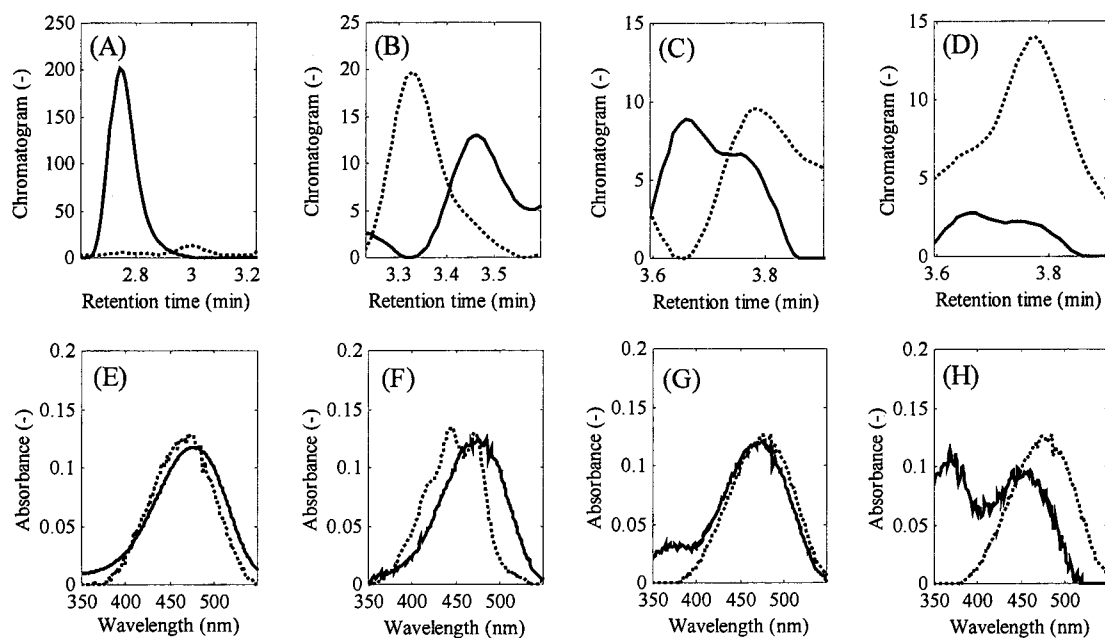 (A)
Chromatogram (-)
250
200
150
100
50
0
2.8
3
3.2
Retention time (min)
(B)
Chromatogram (-)
25
20
15
10
5
0
3.3
3.4
3.5
Retention time (min)
(C)
Chromatogram (-)
15
10
5
0
3.6
3.8
Retention time (min)
(D)
Chromatogram (-)
15
10
5
0
3.6
3.8
Retention time (min)
(E)
Absorbance (-)
0.2
0.15
0.1
0.05
0
350
400
450
500
Wavelength (nm)
(F)
Absorbance (-)
0.2
0.15
0.1
0.05
0
350
400
450
500
Wavelength (nm)
(G)
Absorbance (-)
0.2
0.15
0.1
0.05
0
350
400
450
500
Wavelength (nm)
(H)
Absorbance (-)
0.2
0.15
0.1
0.05
0
350
400
450
500
Wavelength (nm)